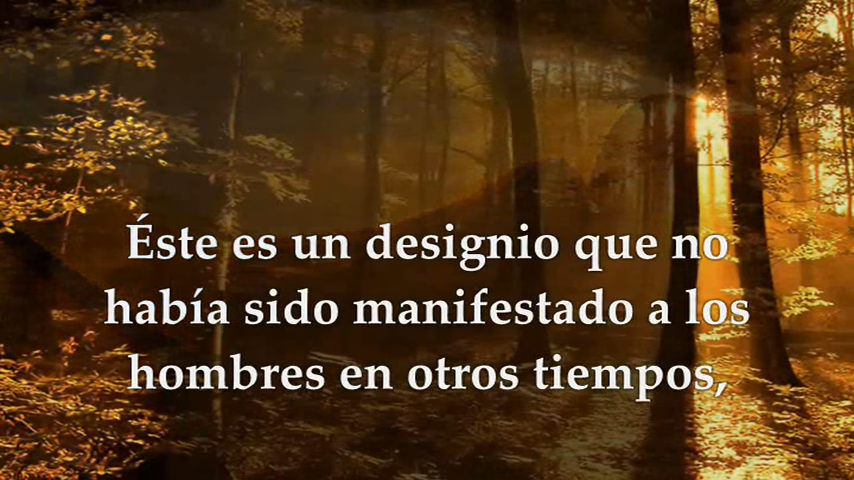 Éste es un designio que no
había sido manifestado a los
hombres en otros tiempos,